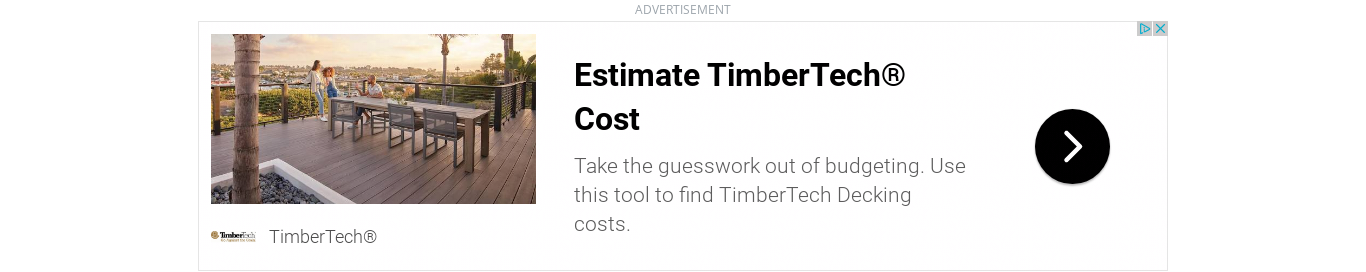 ADVERTISEMENT
Estimate TimberTech®
Cost
Take the guesswork out of budgeting. Use
this tool to find TimberTech Decking
costs.
TimberTech
TimberTech®